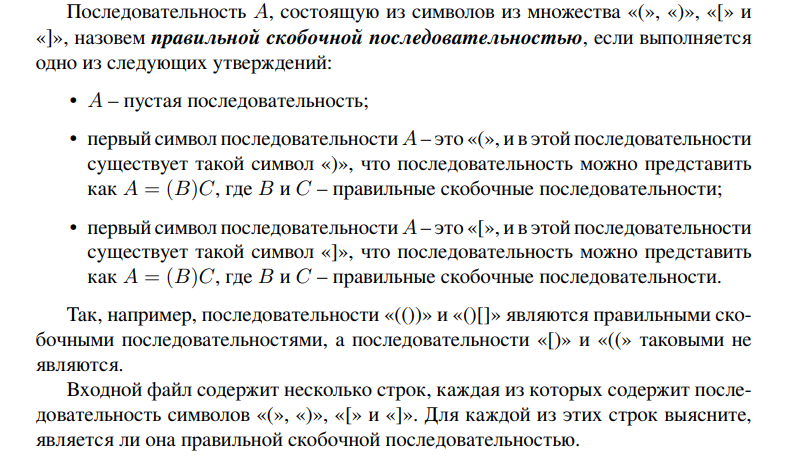 Последовательность A, состоящую из символов из множества «(», «)», «[» и
«]», назовем правильной скобочной последовательностью, если выполняется
одно из следующих утверждений:
• A – пустая последовательность;
• первый символ последовательности A – это «(», и в этой последовательности
существует такой символ «)», что последовательность можно представить
как A = (B)C, где B и C – правильные скобочные последовательности;
• первый символ последовательности A – это «[», и в этой последовательности
существует такой символ «]», что последовательность можно представить
как A = (B)C, где B и C – правильные скобочные последовательности.
Так, например, последовательности «(())» и «()[]» являются правильными ско-
бочными последовательностями, а последовательности «[)» и «((» таковыми не
являются.
Входной файл содержит несколько строк, каждая из которых содержит после-
довательность символов «(», «)», «[» и «]». Для каждой из этих строк выясните,
является ли она правильной скобочной последовательностью.